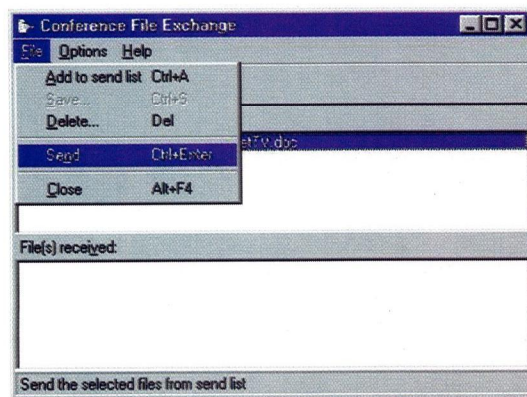 Conference File Exchange
File Options Help
Add to send list Ctrl+A
Save... Ctrl+S
Delete... Del
Send Ctrl+Enter
Close Alt+F4
File(s) received:
Send the selected files from send list